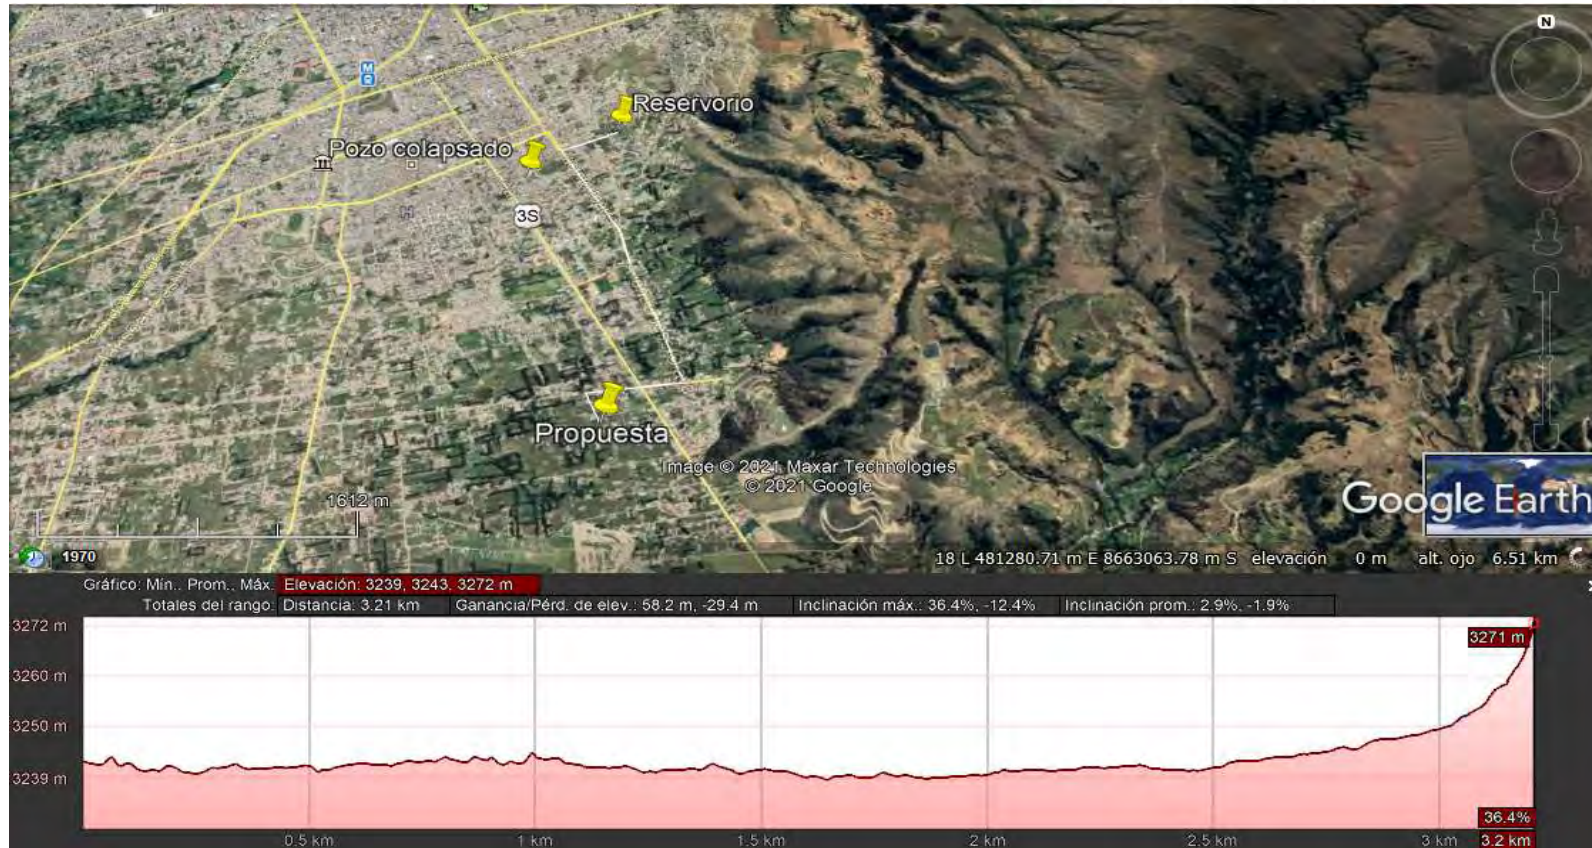 N
M
Reservorio
Pozo colapsado
3S
H
Propuesta
Image © 2021 Maxar Technologies
© 2021 Google
1612 m
Google Earth
1970
18 L 481280.71 m E 8663063.78 m S elevación 0 m alt. ojo 6.51 km
Gráfico: Mín., Prom., Máx. Elevación: 3239, 3243, 3272 m
Totales del rango: Distancia: 3.21 km Ganancia/Pérd. de elev.: 58.2 m, -29.4 m Inclinación máx.: 36.4%, -12.4% Inclinación prom.: 2.9%, -1.9%
3272 m
3271 m
3260 m
3250 m
3239 m
36.4%
0.5 km 1 km 1.5 km 2 km 2.5 km 3 km 3.2 km